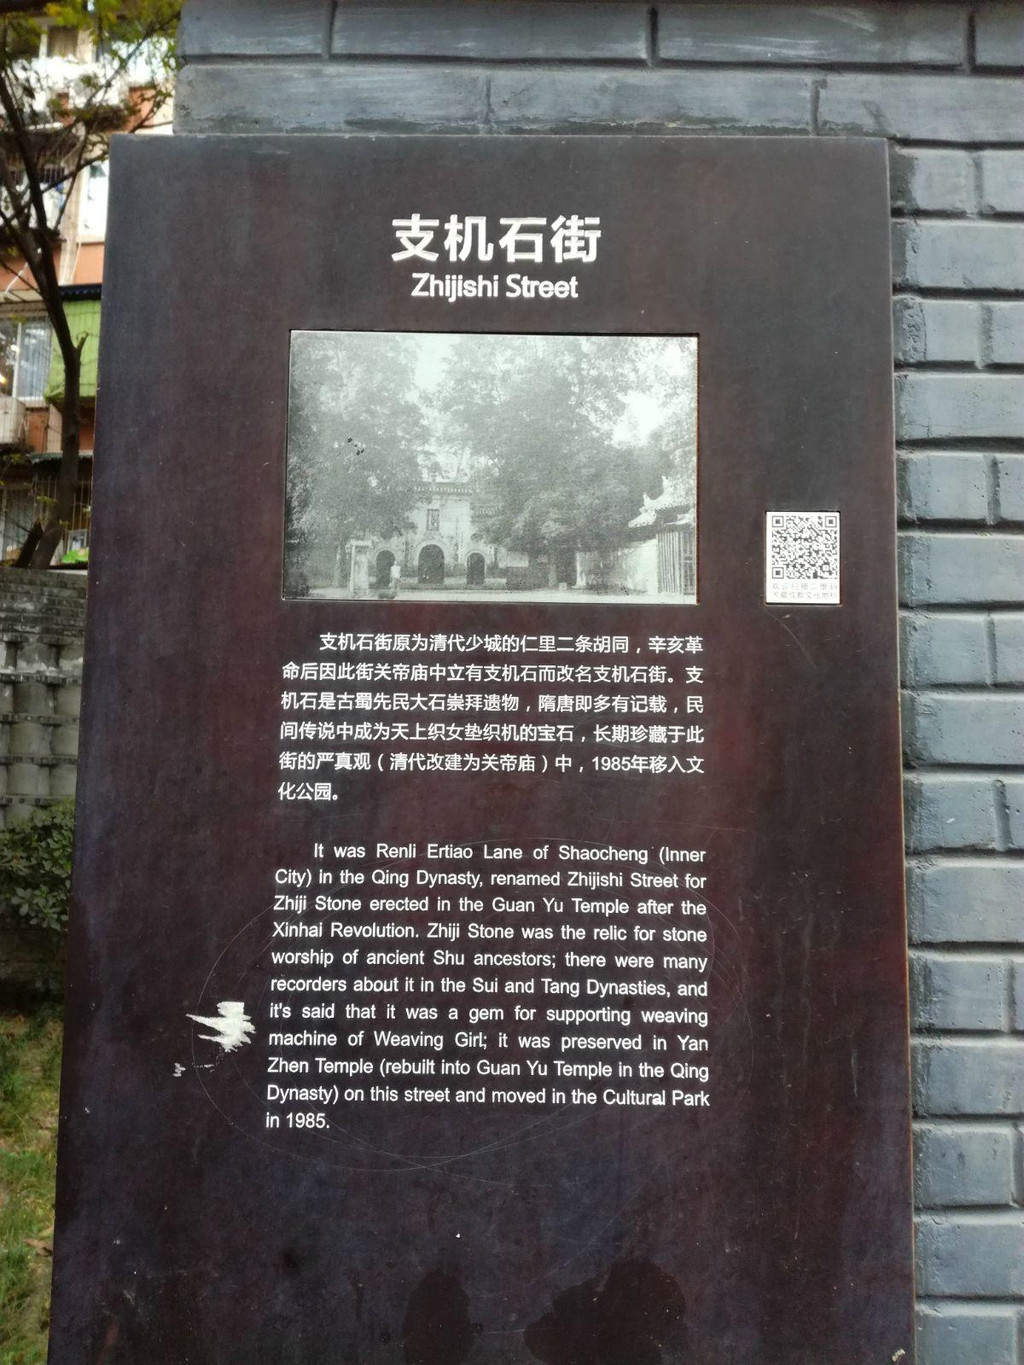 支机石街
Zhijishi Street
支机石街原为清代少城的仁里二条胡同，辛亥革
命后因此街关帝庙中立有支机石而改名支机石街。支
机石是古蜀先民大石崇拜遗物，隋唐即多有记载，民
间传说中成为天上织女垫织机的宝石，长期珍藏于此
街的严真观（清代改建为关帝庙）中，1985年移入文
化公园。
It was Renli Ertiao Lane of Shaocheng (Inner
City) in the Qing Dynasty, renamed Zhijishi Street for
Zhiji Stone erected in the Guan Yu Temple after the
Xinhai Revolution. Zhiji Stone was the relic for stone
worship of ancient Shu ancestors; there were many
recorders about it in the Sui and Tang Dynasties, and
it's said that it was a gem for supporting weaving
machine of Weaving Girl; it was preserved in Yan
Zhen Temple (rebuilt into Guan Yu Temple in the Qing
Dynasty) on this street and moved in the Cultural Park
in 1985.